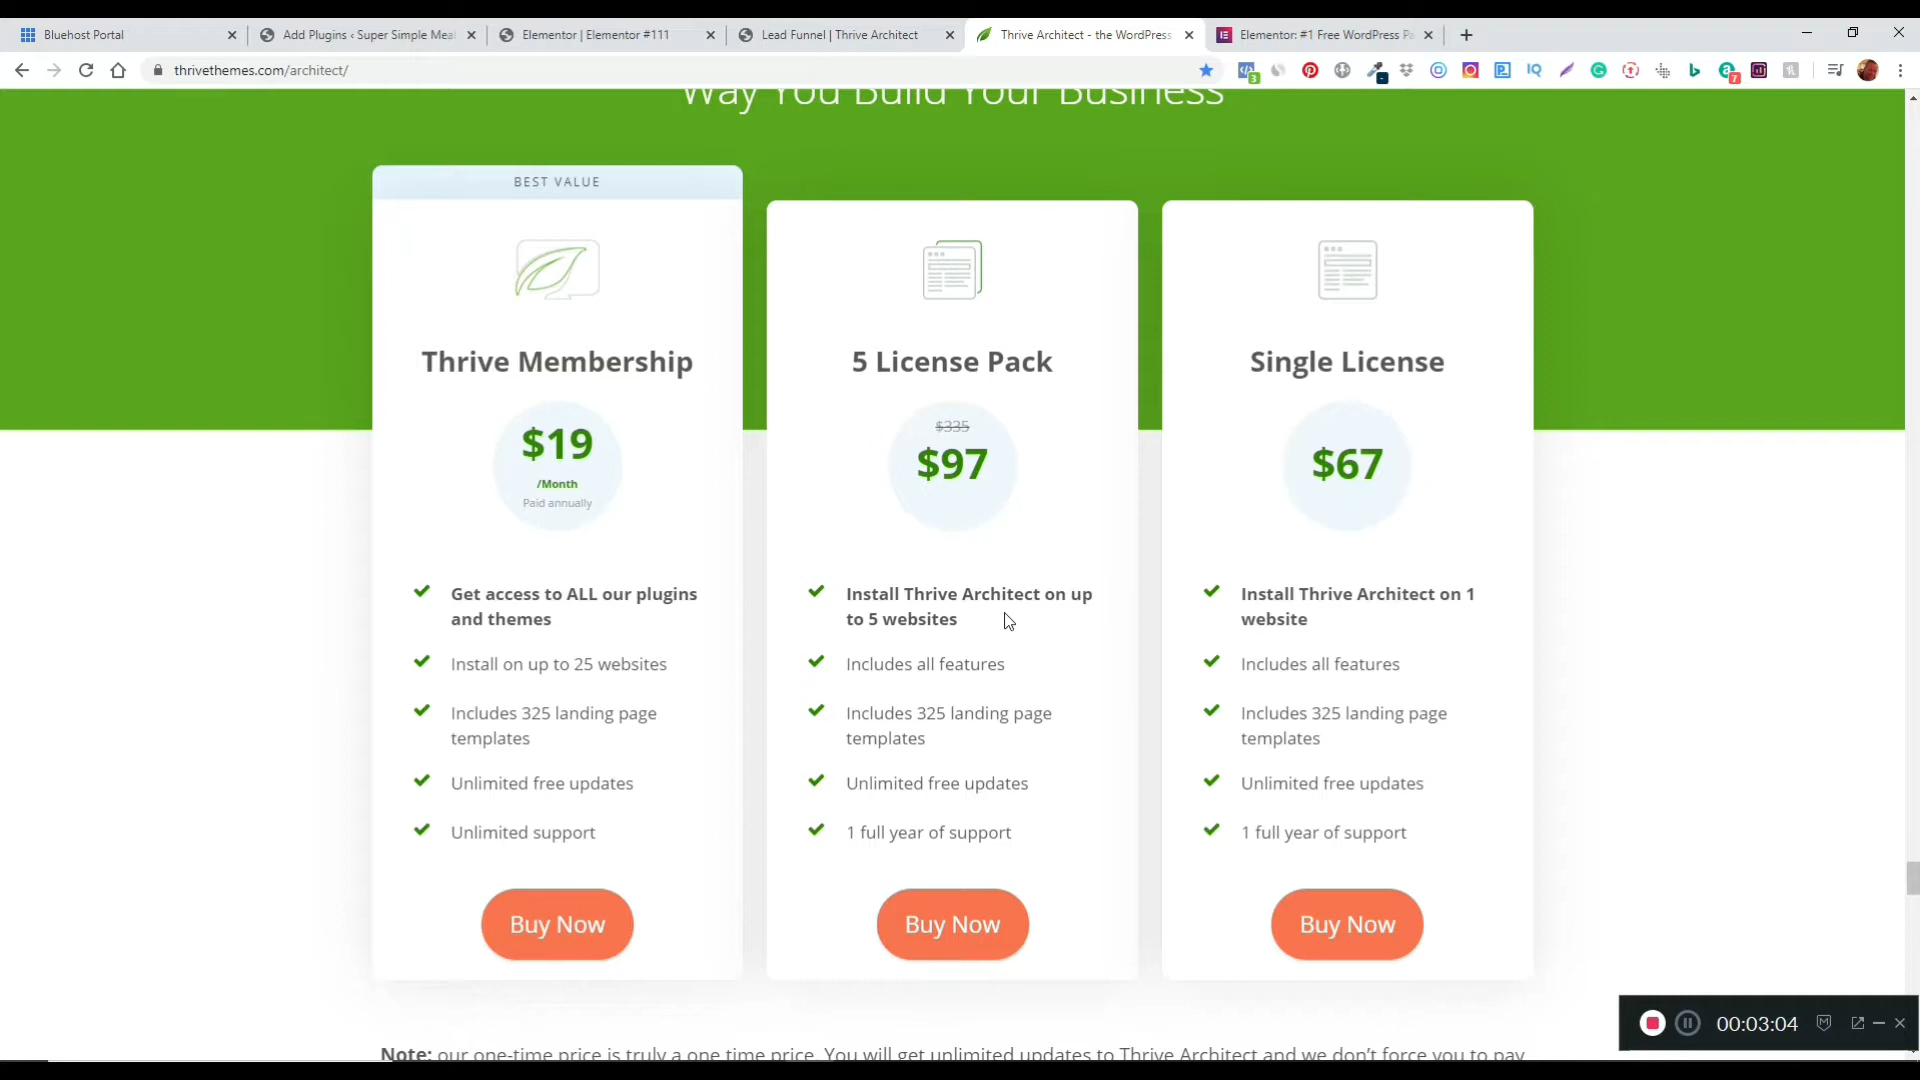 Bluehost Portal
Add Plugins ‹ Super Simple Mea
Elementor | Elementor #111
Lead Funnel | Thrive Architect
Thrive Architect - the WordPress
Elementor: #1 Free WordPress Pa
thrivethemes.com/architect/
Way You Build Your Business
BEST VALUE
Thrive Membership
$19
/Month
Paid annually
Get access to ALL our plugins
and themes
Install on up to 25 websites
Includes 325 landing page
templates
Unlimited free updates
Unlimited support
Buy Now
5 License Pack
$335
$97
Install Thrive Architect on up
to 5 websites
Includes all features
Includes 325 landing page
templates
Unlimited free updates
1 full year of support
Buy Now
Single License
$67
Install Thrive Architect on 1
website
Includes all features
Includes 325 landing page
templates
Unlimited free updates
1 full year of support
Buy Now
Note: our one-time price is truly a one time price. You will get unlimited updates to Thrive Architect and we don't force you to pay
00:03:04